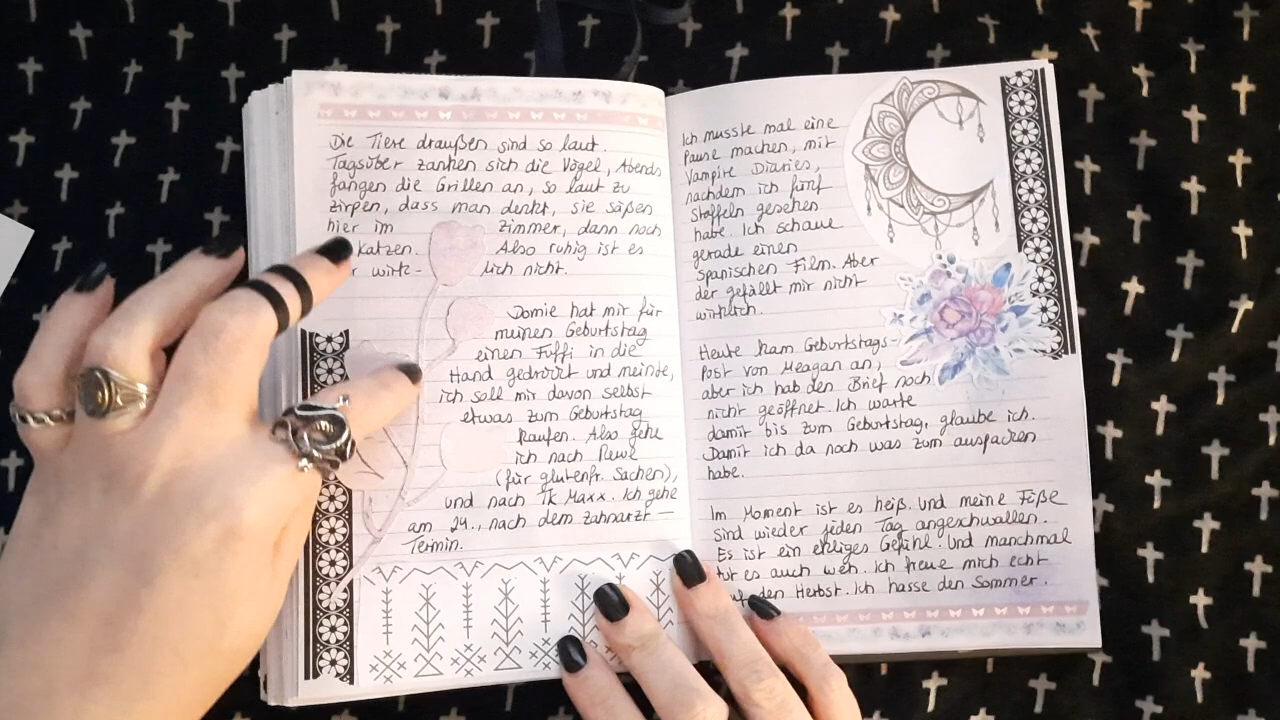 Die Tiere draußen sind so laut.
Tagsüber zanken sich die Vögel, Abends
fangen die Grillen an, so laut zu
zirpen, dass man denkt, sie säßen
hier im Zimmer, dann noch
Katzen. Also ruhig ist es
wirk- lich nicht.
Domie hat mir für
meinen Geburtstag
einen Fuffi in die
Hand gedrückt und meinte,
ich soll mir davon selbst
etwas zum Geburtstag
kaufen. Also gehe
ich nach Rewe
(für glutenfr. Sachen),
und nach TK Maxx. Ich gehe
am 24., nach dem Zahnarzt-
Termin.
Ich musste mal eine
Pause machen, mit
Vampire Diaries,
nachdem ich fünf
Staffeln gesehen
habe. Ich schaue
gerade einen
spanischen Film. Aber
der gefällt mir nicht
wirklich.
Heute kam Geburtstags-
Post von Meagan an,
aber ich hab den Brief noch
nicht geöffnet. Ich warte
damit bis zum Geburtstag, glaube ich.
Damit ich da noch was zum auspacken
habe.
Im Moment ist es heiß. Und meine Füße
sind wieder jeden Tag angeschwollen.
Es ist ein ekliges Gefühl. Und manchmal
tut es auch weh. Ich freue mich echt
auf den Herbst. Ich hasse den Sommer.